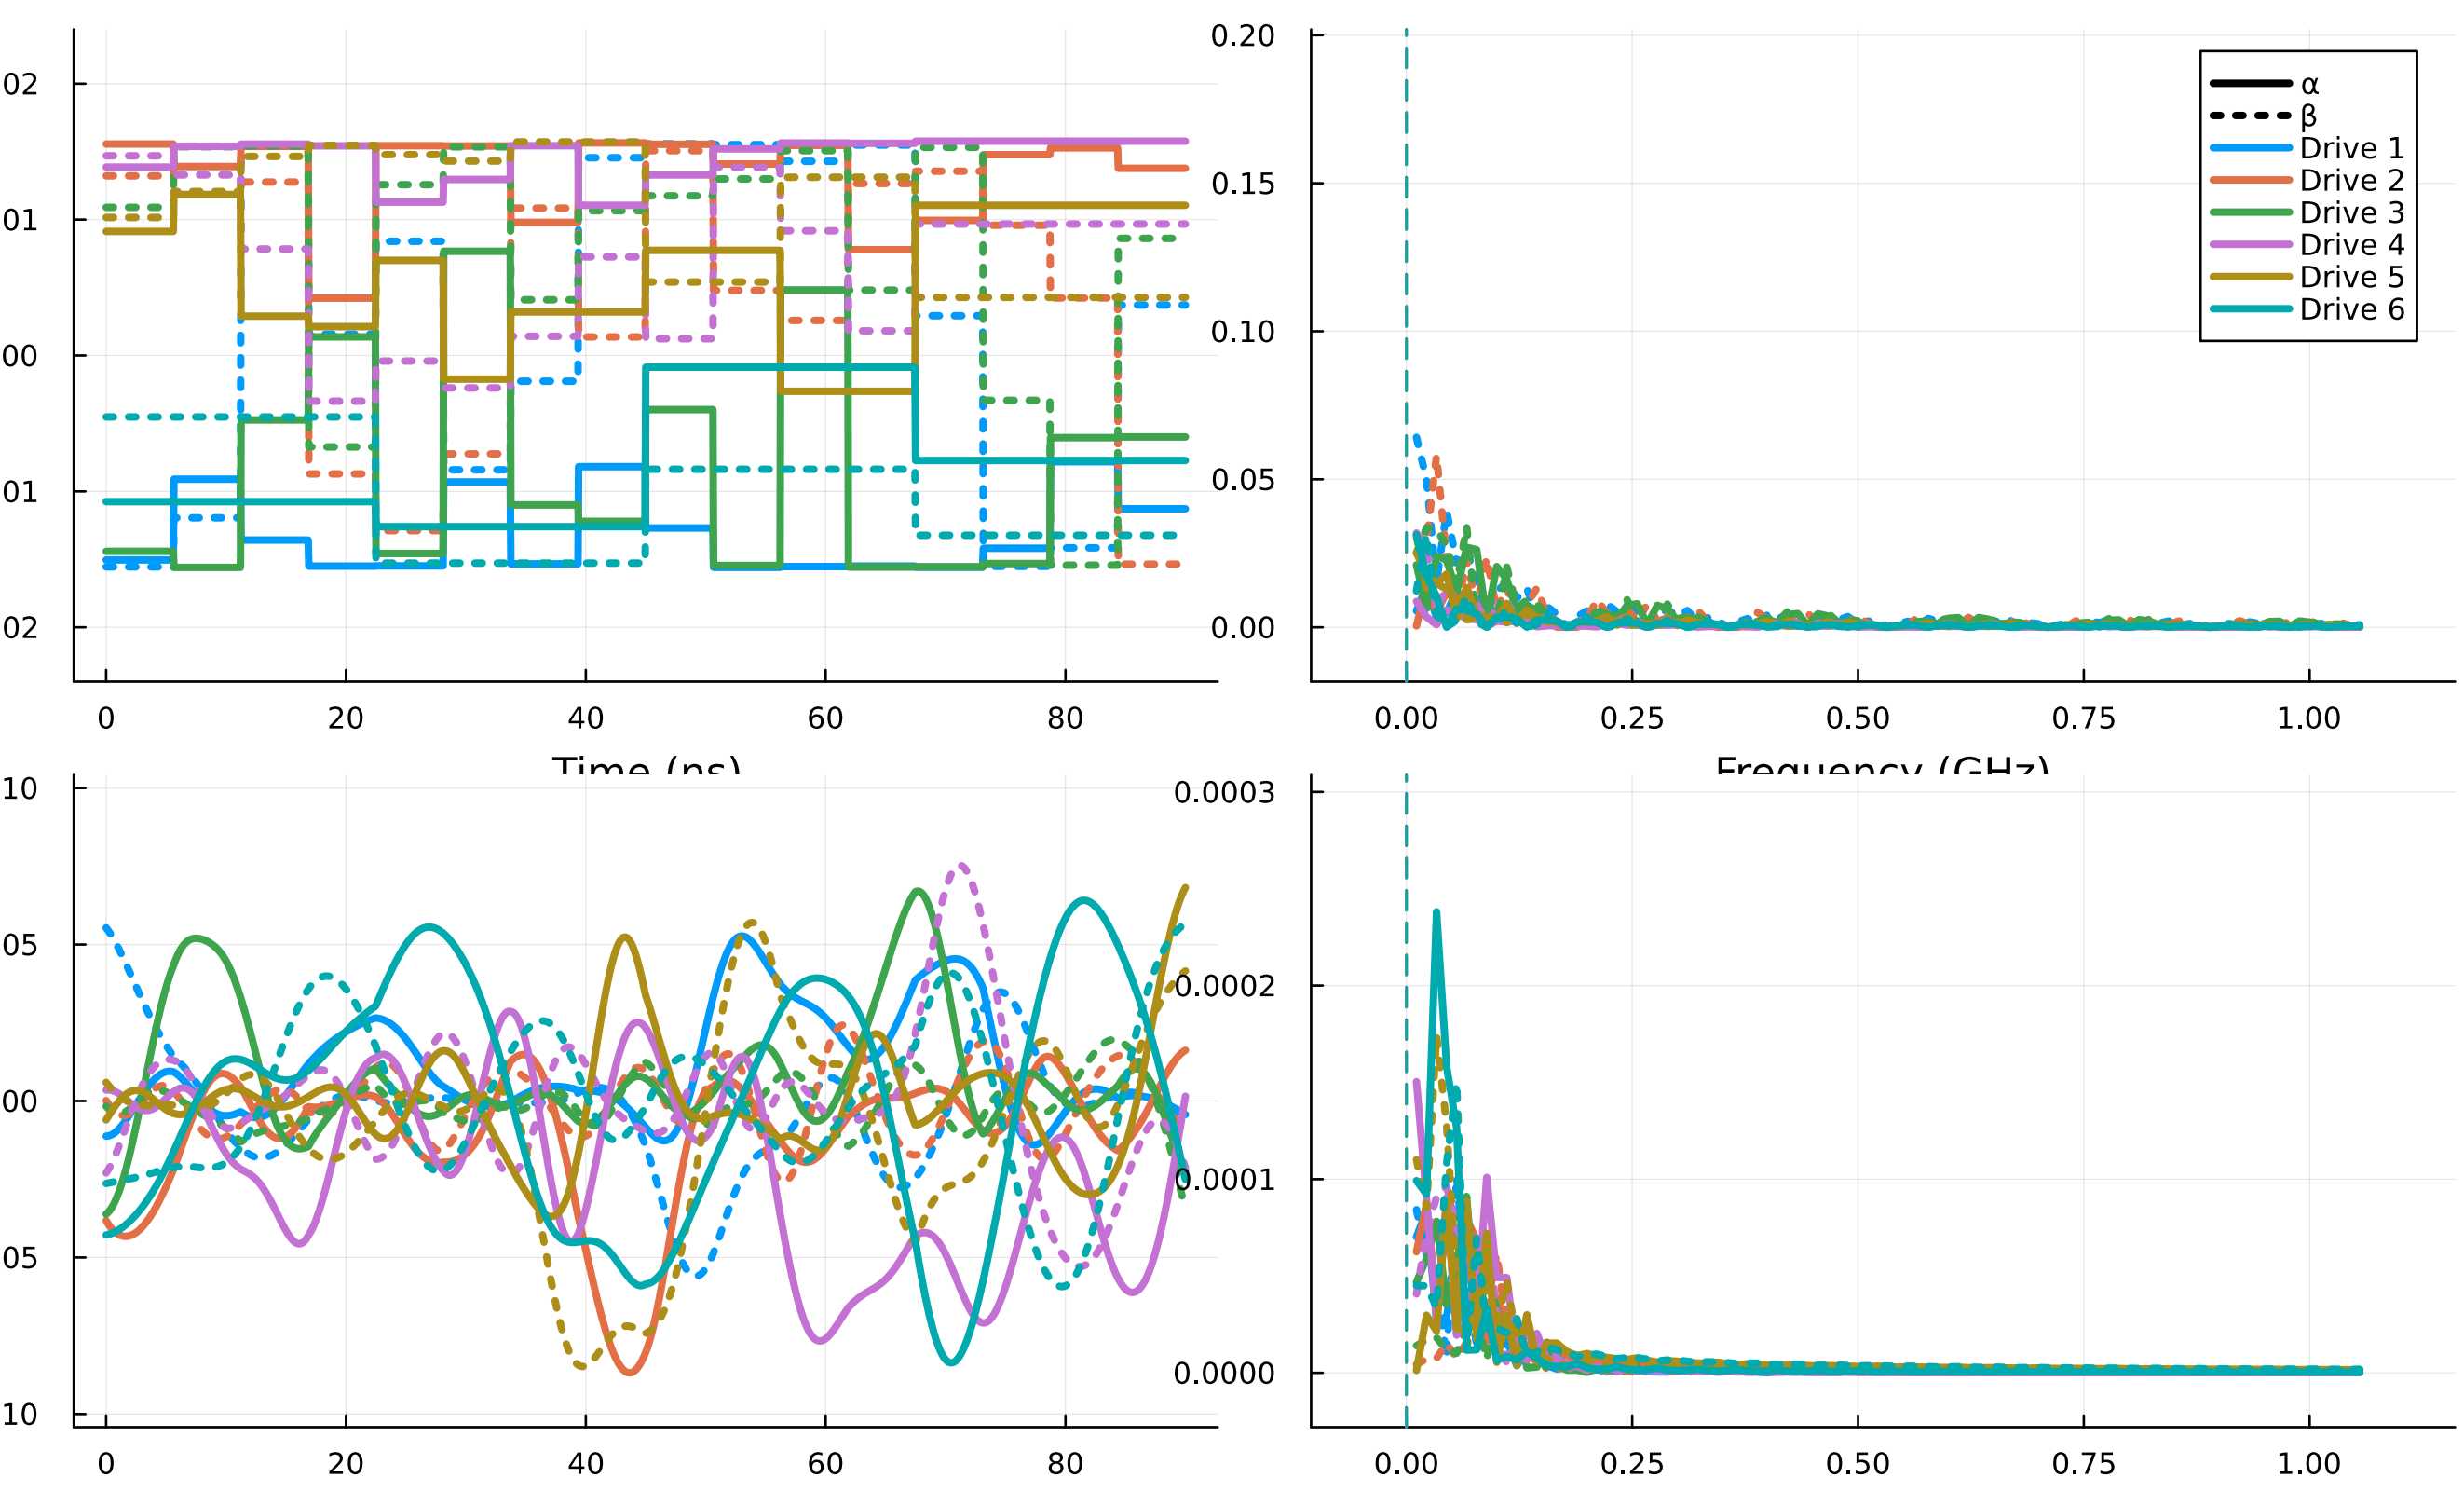 02
01
00
01
02
0 20 40 60 80
Time (ns)
0.20
0.15
0.10
0.05
0.00
0.00 0.25 0.50 0.75 1.00
Frequency (GHz)
α
β
Drive 1
Drive 2
Drive 3
Drive 4
Drive 5
Drive 6
10
05
00
05
10
0 20 40 60 80
0.0003
0.0002
0.0001
0.0000
0.00 0.25 0.50 0.75 1.00